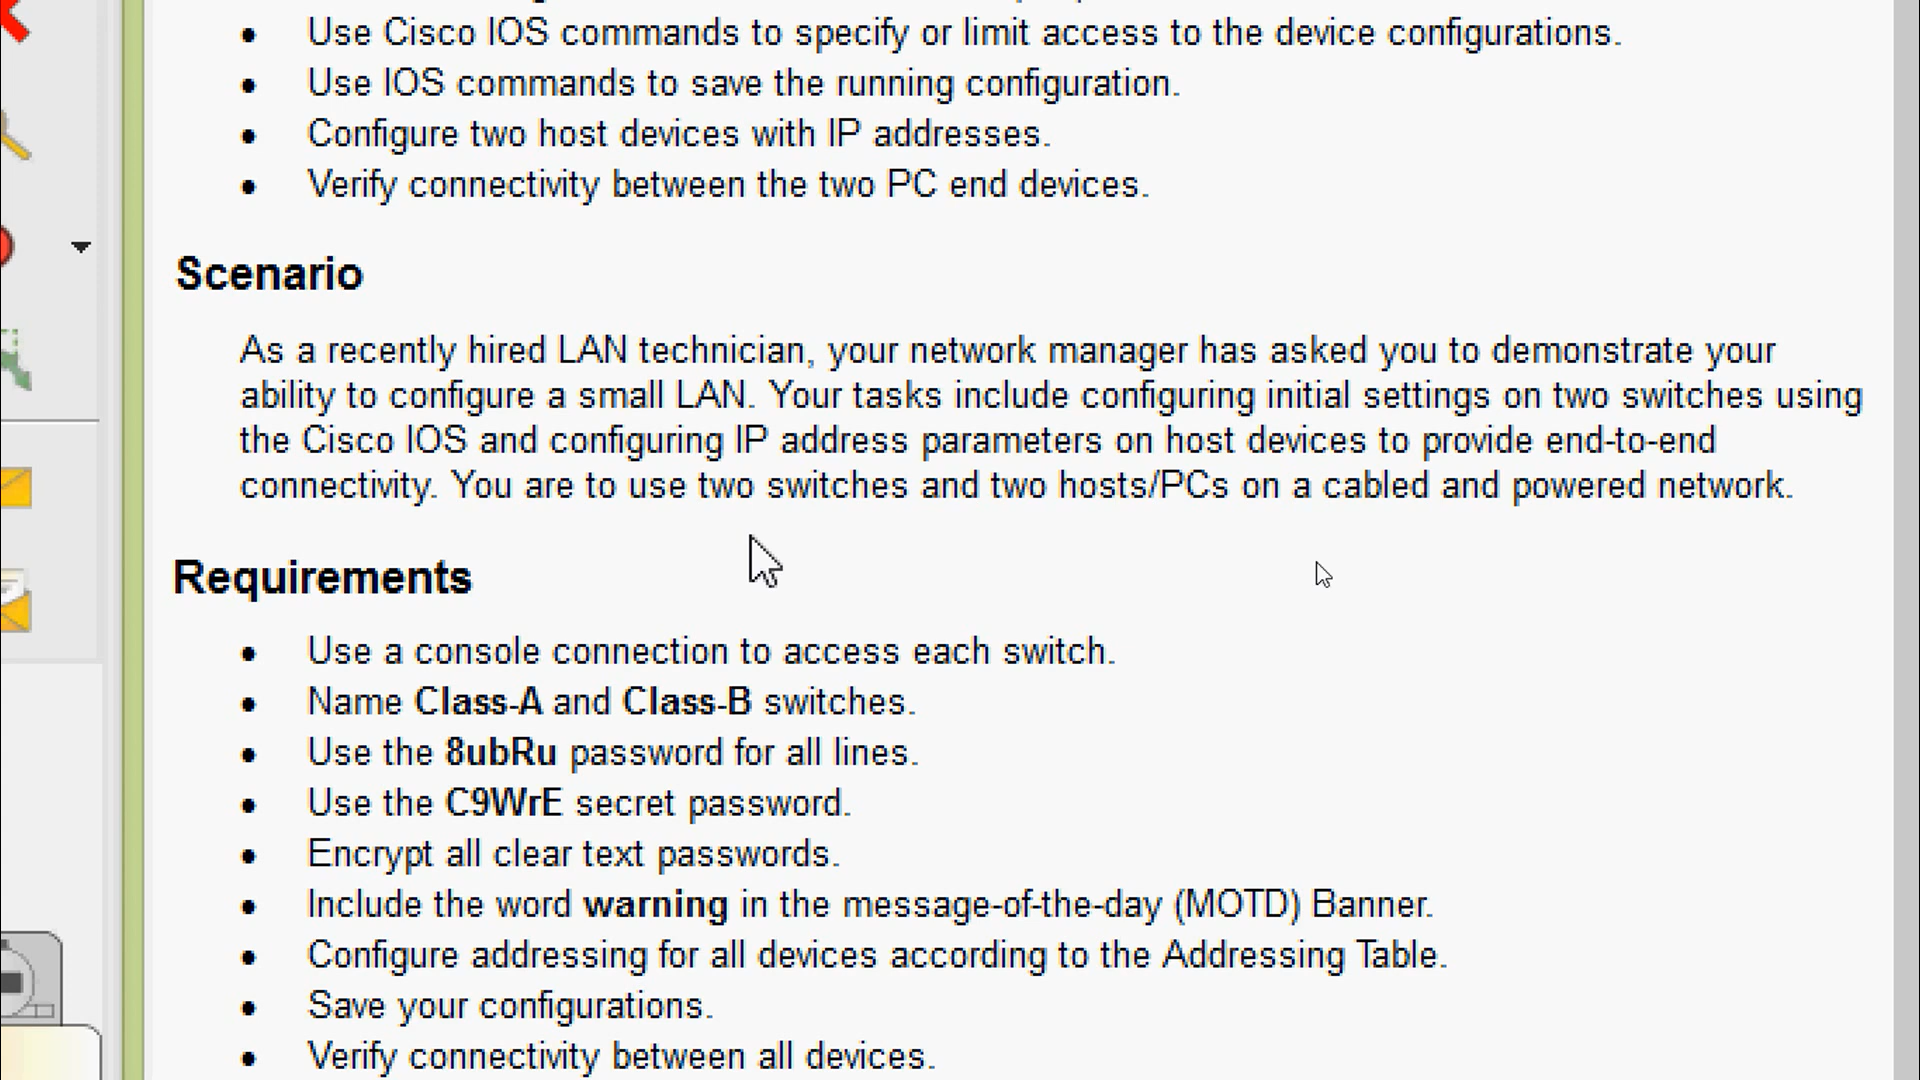 • Use Cisco IOS commands to specify or limit access to the device configurations.
• Use IOS commands to save the running configuration.
• Configure two host devices with IP addresses.
• Verify connectivity between the two PC end devices.
Scenario
As a recently hired LAN technician, your network manager has asked you to demonstrate your
ability to configure a small LAN. Your tasks include configuring initial settings on two switches using
the Cisco IOS and configuring IP address parameters on host devices to provide end-to-end
connectivity. You are to use two switches and two hosts/PCs on a cabled and powered network.
Requirements
• Use a console connection to access each switch.
• Name Class-A and Class-B switches.
• Use the 8ubRu password for all lines.
• Use the C9WrE secret password.
• Encrypt all clear text passwords.
• Include the word warning in the message-of-the-day (MOTD) Banner.
• Configure addressing for all devices according to the Addressing Table.
• Save your configurations.
• Verify connectivity between all devices.